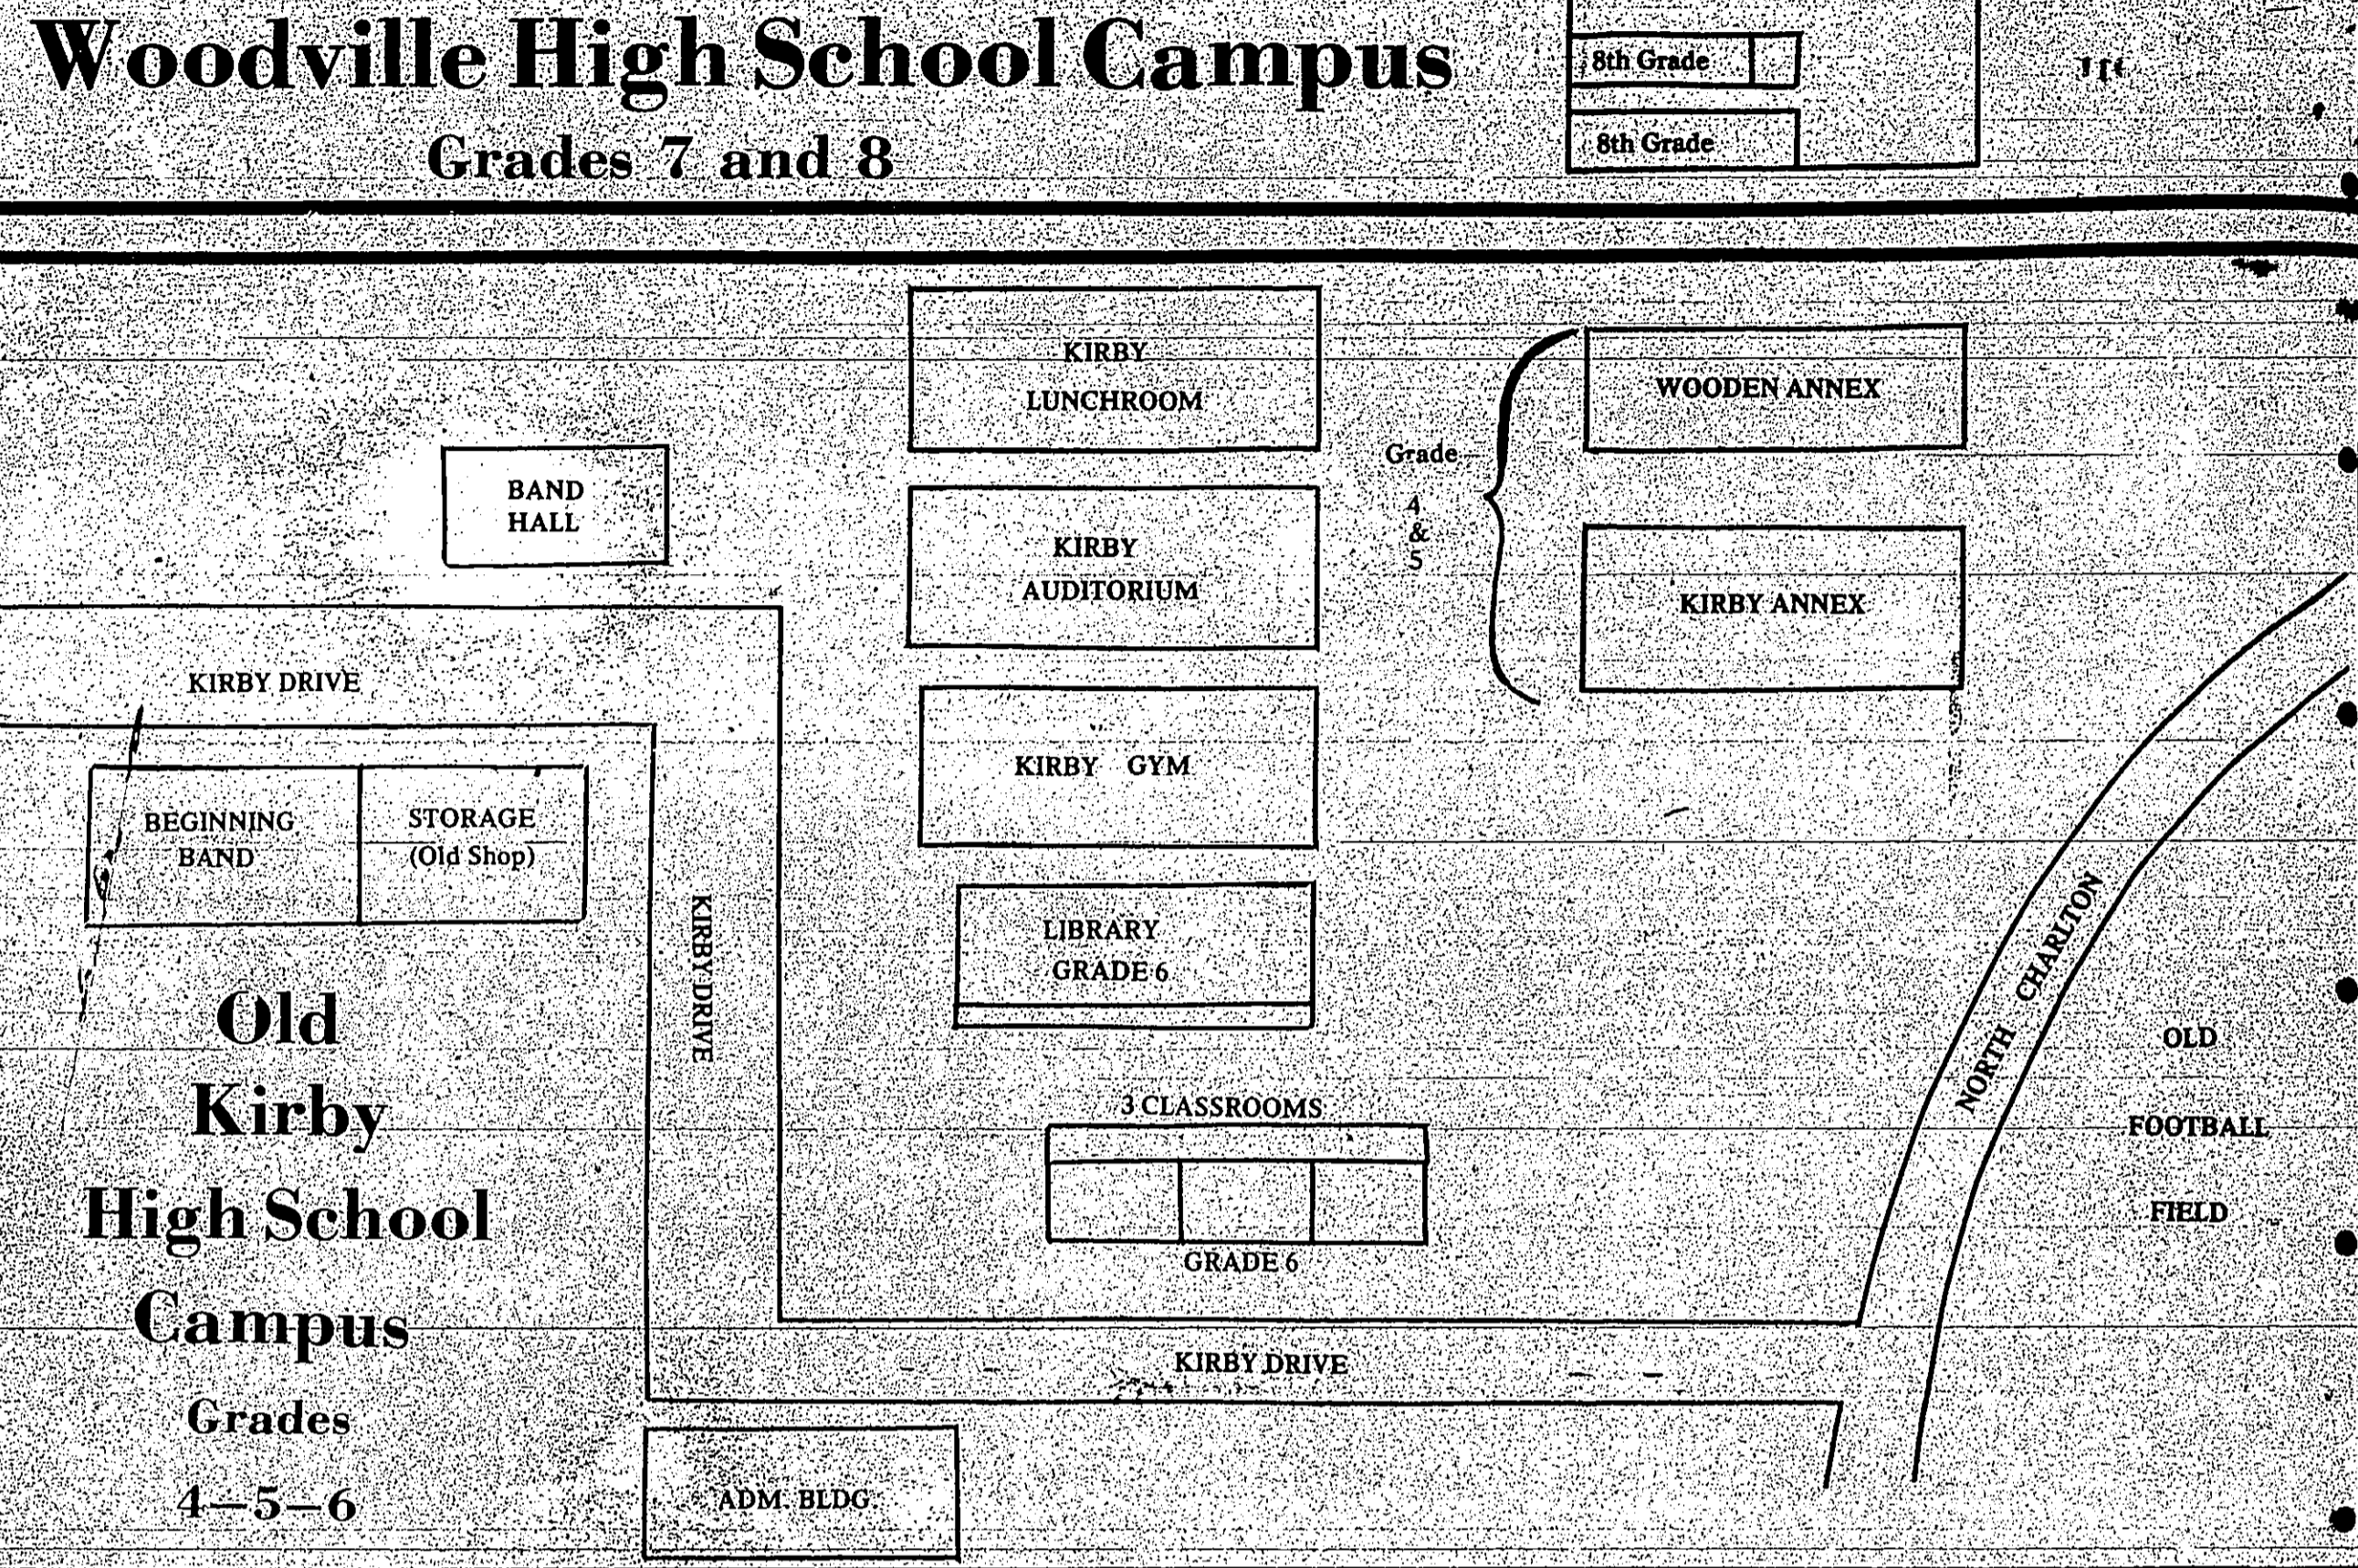 Woodville High School Campus
Grades 7 and 8
8th Grade
8th Grade
KIRBY
LUNCHROOM
WOODEN ANNEX
Grade
4
&
5
BAND
HALL
KIRBY
AUDITORIUM
KIRBY ANNEX
KIRBY DRIVE
KIRBY GYM
BEGINNING
BAND
STORAGE
(Old Shop)
KIRBY DRIVE
LIBRARY
GRADE 6
NORTH CHARLTON
OLD
FOOTBALL
FIELD
3 CLASSROOMS
GRADE 6
Old
Kirby
High School
Campus
Grades
4—5—6
KIRBY DRIVE
ADM. BLDG.